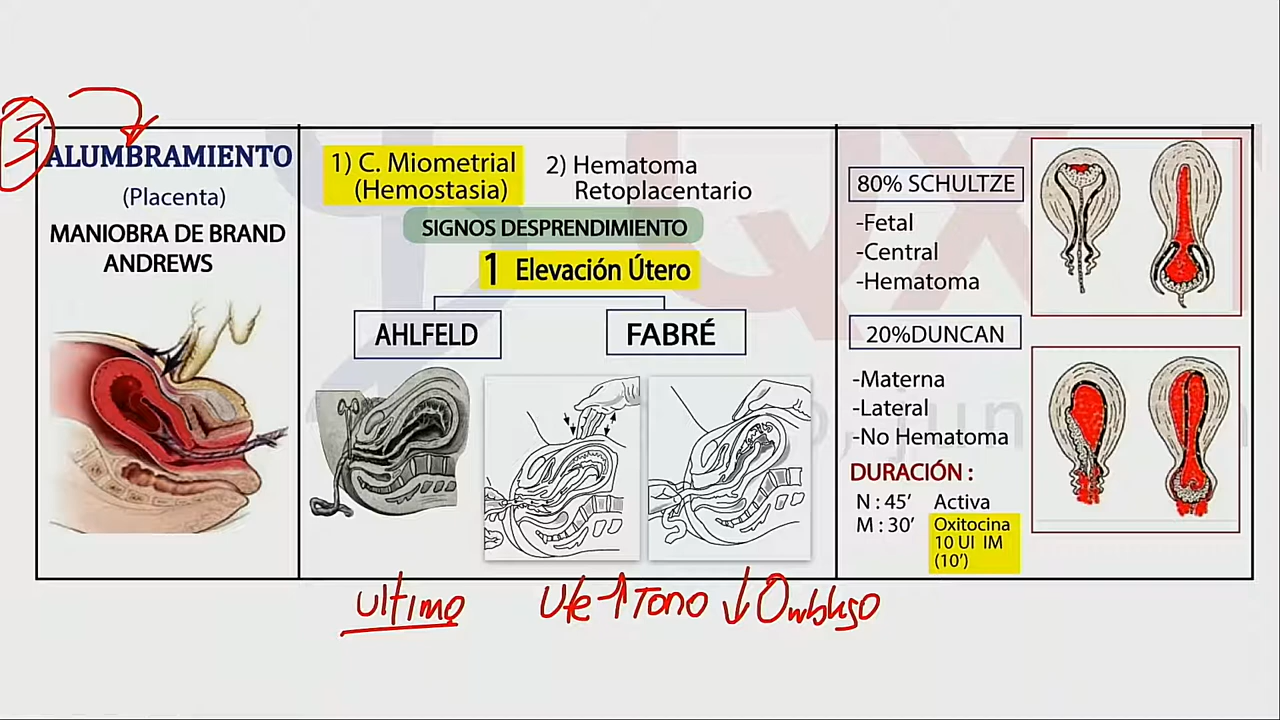 3
ALUMBRAMIENTO
(Placenta)
MANIOBRA DE BRAND
ANDREWS
1) C. Miometrial
(Hemostasia)
2) Hematoma
Retoplacentario
SIGNOS DESPRENDIMIENTO
1 Elevación Útero
AHLFELD
FABRÉ
80% SCHULTZE
-Fetal
-Central
-Hematoma
20%DUNCAN
-Materna
-Lateral
-No Hematoma
DURACIÓN :
N : 45' Activa
M : 30' Oxitocina
10 UI IM
(10')
ultimo
Ute ↑ Tono ↓ Ombligo